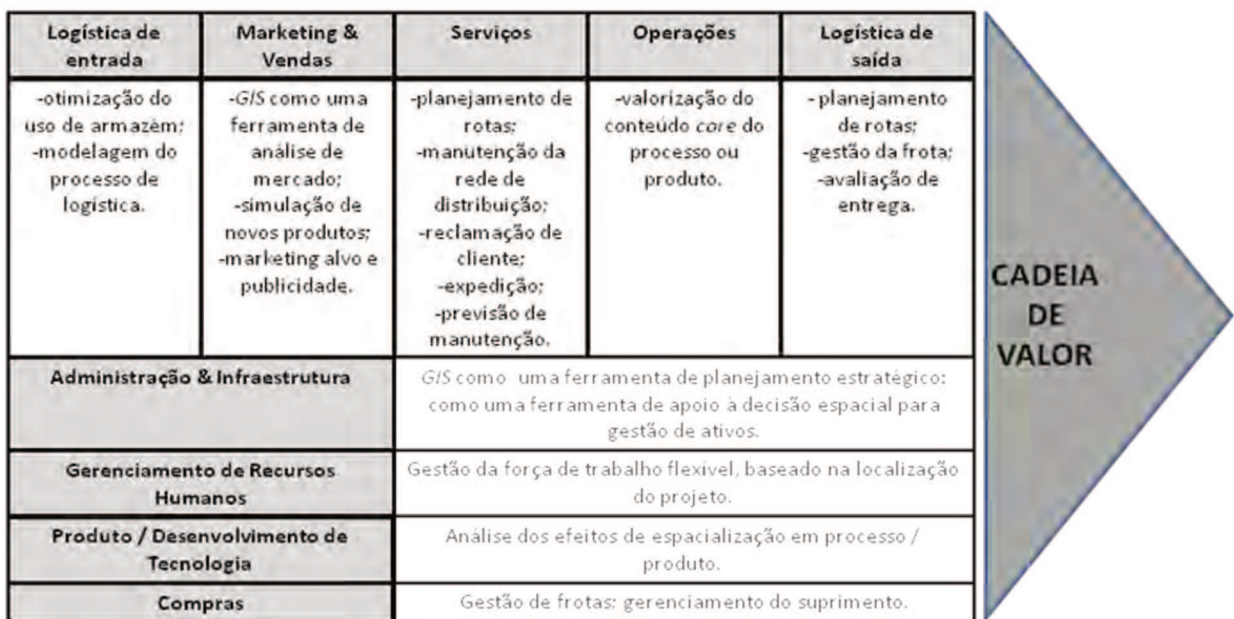 Logística de
entrada
Marketing &
Vendas
Serviços
Operações
Logística de
saída
-otimização do
uso de armazém;
-modelagem do
processo de
logística.
-GIS como uma
ferramenta de
análise de
mercado;
-simulação de
novos produtos;
-marketing alvo e
publicidade.
-planejamento de
rotas;
-manutenção da
rede de
distribuição;
-reclamação de
cliente;
-expedição;
-previsão de
manutenção.
-valorização do
conteúdo core do
processo ou
produto.
- planejamento
de rotas;
-gestão da frota;
-avaliação de
entrega.
Administração & Infraestrutura
GIS como uma ferramenta de planejamento estratégico;
como uma ferramenta de apoio à decisão espacial para
gestão de ativos.
Gerenciamento de Recursos
Humanos
Gestão da força de trabalho flexível, baseado na localização
do projeto.
Produto / Desenvolvimento de
Tecnologia
Análise dos efeitos de espacialização em processo /
produto.
Compras
Gestão de frotas; gerenciamento do suprimento.
CADEIA
DE
VALOR